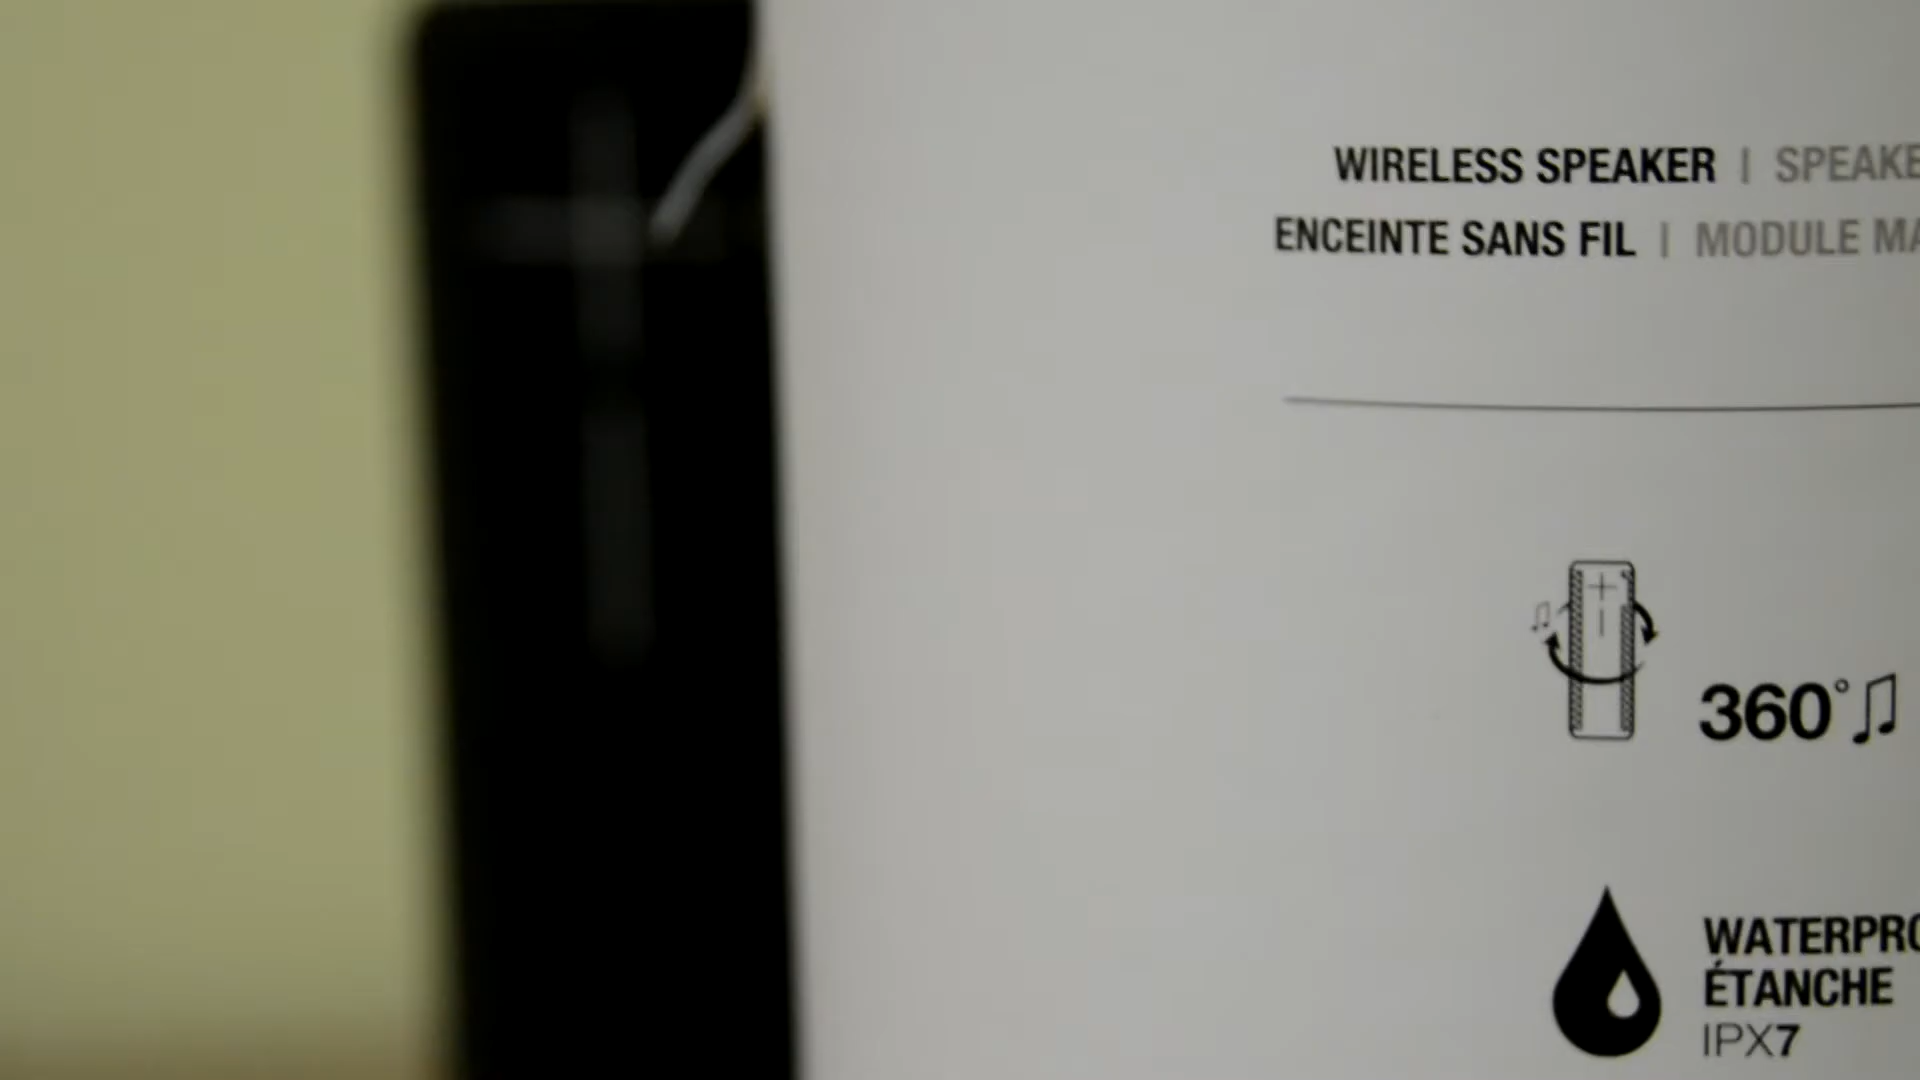 WIRELESS SPEAKER | SPEAKE
ENCEINTE SANS FIL | MODULE MA
360°
WATERPRO
ÉTANCHE
IPX7